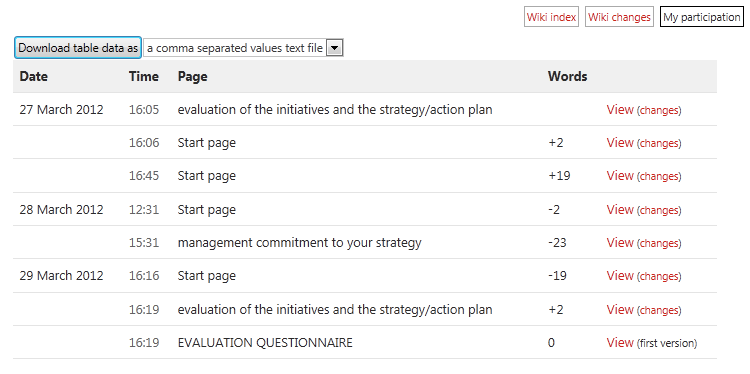 Wiki index Wiki changes My participation
Download table data as a comma separated values text file
Date Time Page Words
27 March 2012 16:05 evaluation of the initiatives and the strategy/action plan View (changes)
16:06 Start page +2 View (changes)
16:45 Start page +19 View (changes)
28 March 2012 12:31 Start page -2 View (changes)
15:31 management commitment to your strategy -23 View (changes)
29 March 2012 16:16 Start page -19 View (changes)
16:19 evaluation of the initiatives and the strategy/action plan +2 View (changes)
16:19 EVALUATION QUESTIONNAIRE 0 View (first version)